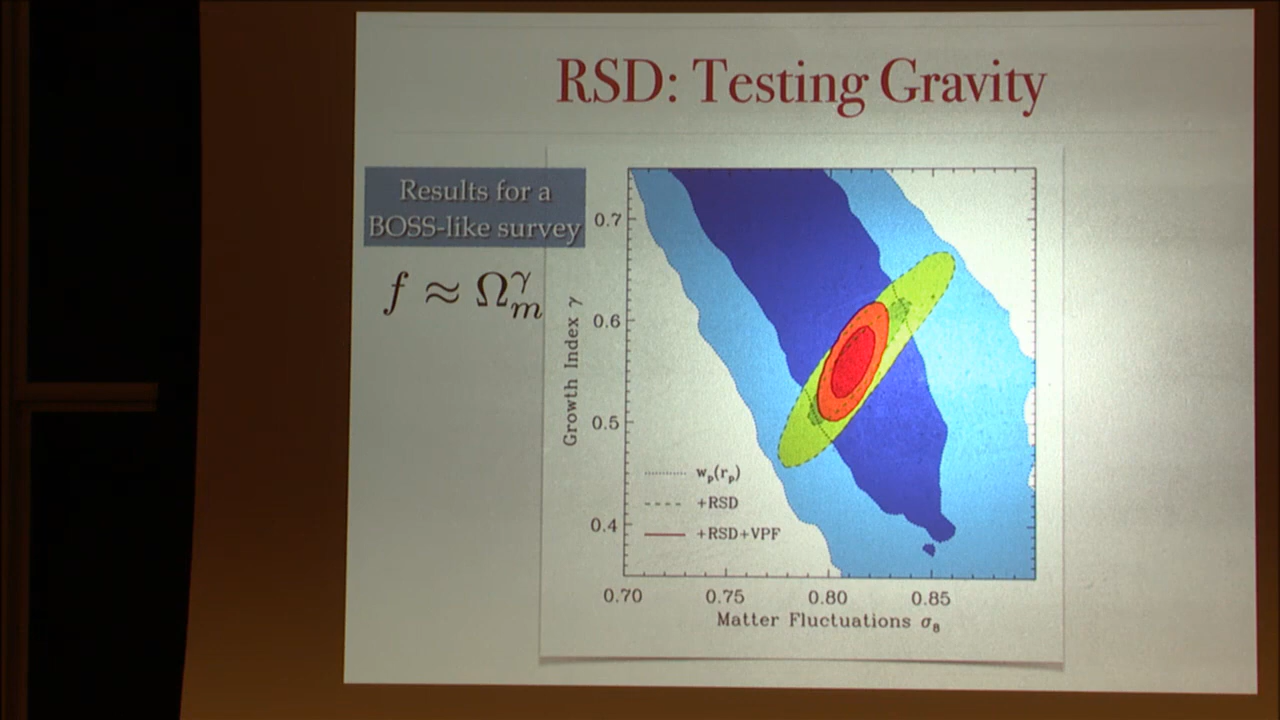 RSD: Testing Gravity
Results for a
BOSS-like survey
f ≈ Ω_m^γ
0.7
0.6
0.5
0.4
Growth Index γ
w_p(r_p)
+RSD
+RSD+VPF
0.70 0.75 0.80 0.85
Matter Fluctuations σ_8